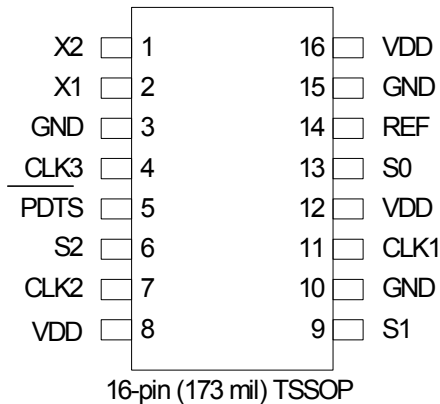 X2 1 16 VDD
X1 2 15 GND
GND 3 14 REF
CLK3 4 13 S0
PDTS 5 12 VDD
S2 6 11 CLK1
CLK2 7 10 GND
VDD 8 9 S1
16-pin (173 mil) TSSOP